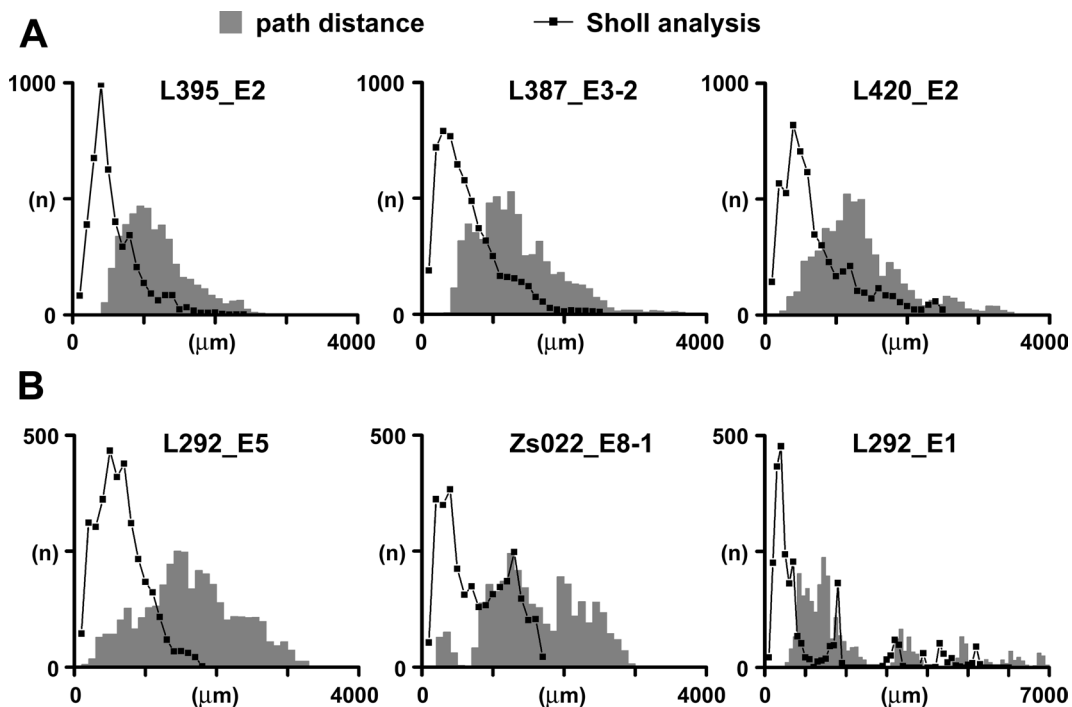 A
path distance
Sholl analysis
1000
L395_E2
(n)
0
0
(μm)
4000
1000
L387_E3-2
(n)
0
0
(μm)
4000
1000
L420_E2
(n)
0
0
(μm)
4000
B
500
L292_E5
(n)
0
0
(μm)
4000
500
Zs022_E8-1
(n)
0
0
(μm)
4000
500
L292_E1
(n)
0
0
(μm)
7000